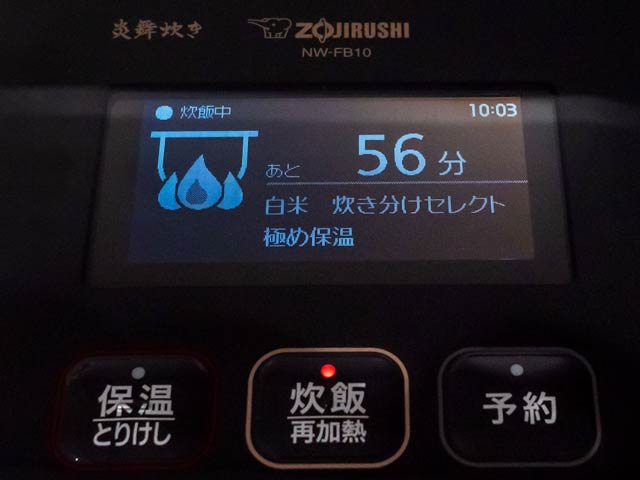 炎舞炊き ZOJIRUSHI
NW-FB10
炊飯中 10:03
あと 56分
白米 炊き分けセレクト
極め保温
保温 炊飯 予約
とりけし 再加熱